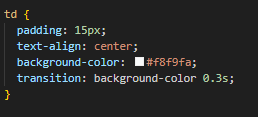 td {
  padding: 15px;
  text-align: center;
  background-color: #f8f9fa;
  transition: background-color 0.3s;
}